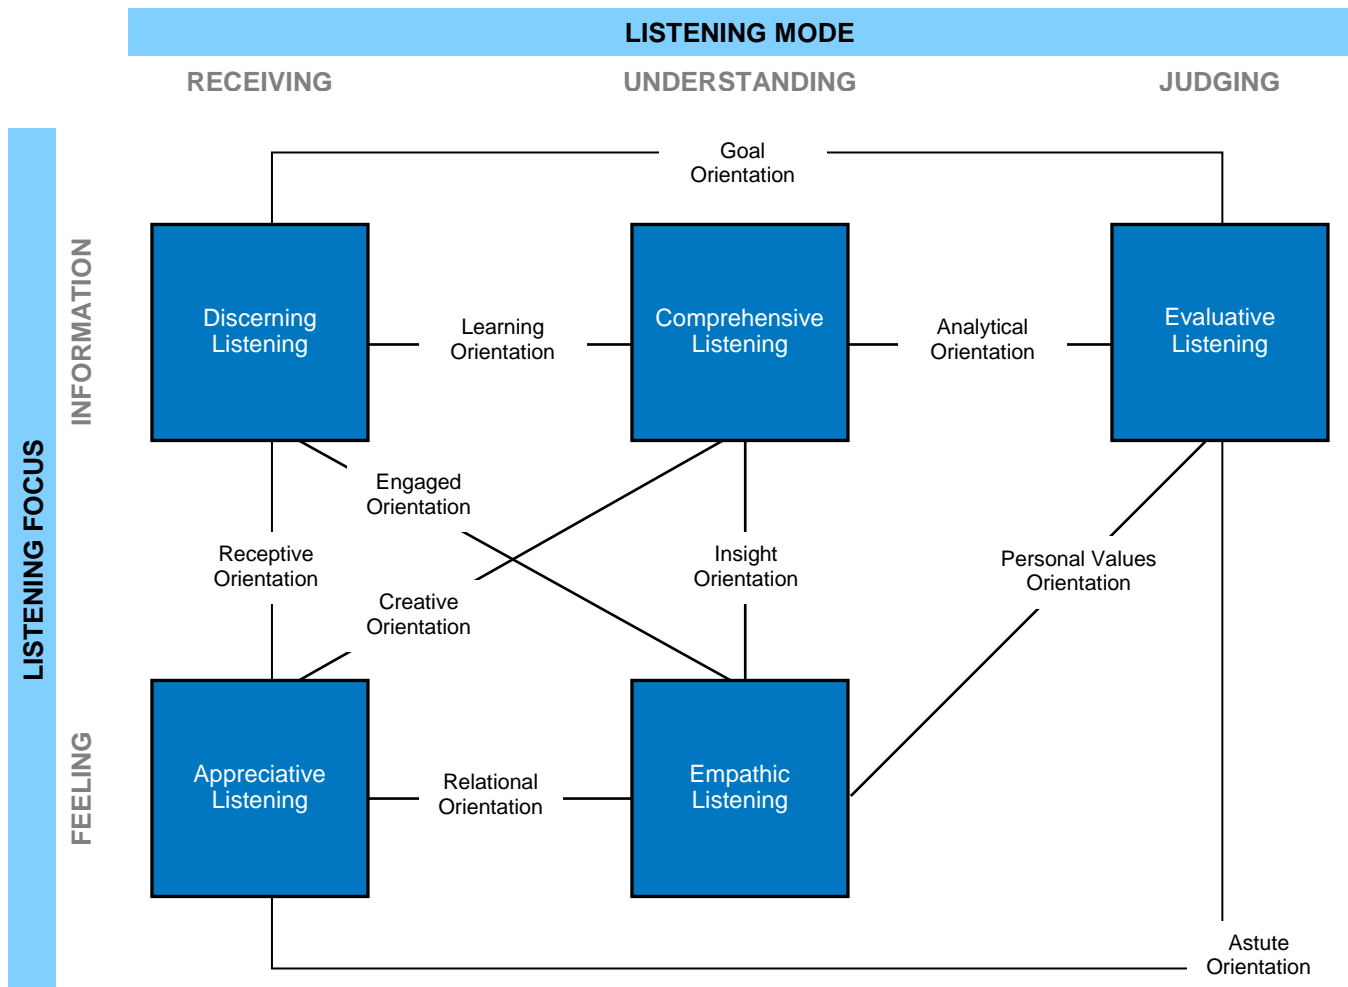 LISTENING MODE
RECEIVING
UNDERSTANDING
JUDGING
LISTENING FOCUS
INFORMATION
FEELING
Goal
Orientation
Discerning
Listening
Learning
Orientation
Comprehensive
Listening
Analytical
Orientation
Evaluative
Listening
Engaged
Orientation
Receptive
Orientation
Insight
Orientation
Personal Values
Orientation
Creative
Orientation
Appreciative
Listening
Relational
Orientation
Empathic
Listening
Astute
Orientation